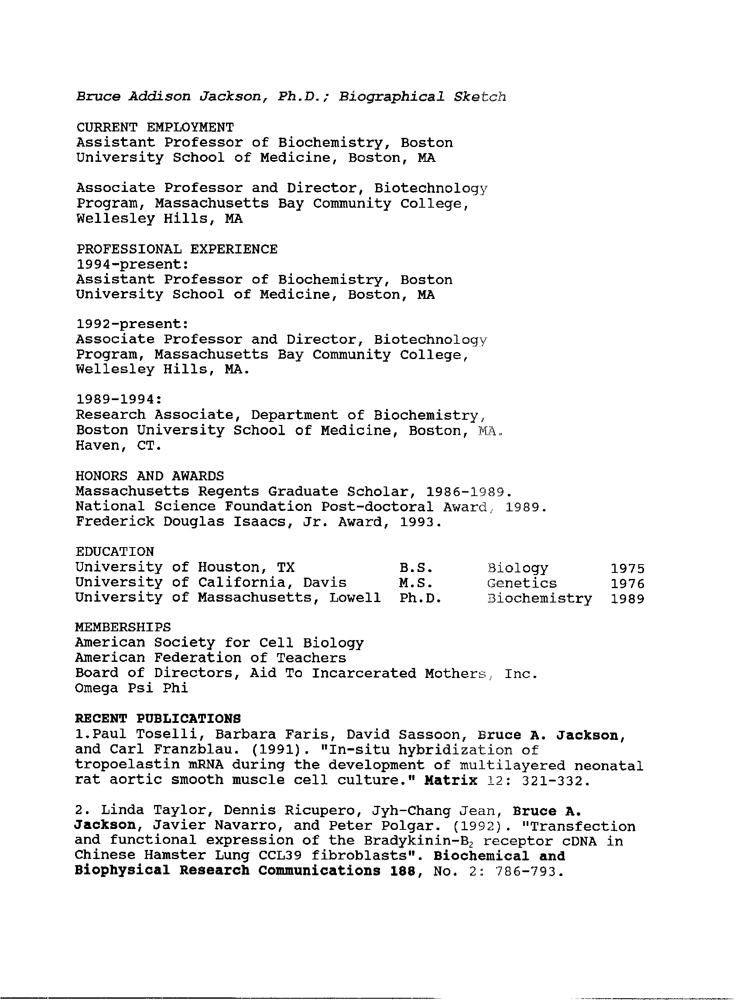 Bruce Addison Jackson, Ph.D.; Biographical Sketch
CURRENT EMPLOYMENT
Assistant Professor of Biochemistry, Boston
University School of Medicine, Boston, MA
Associate Professor and Director, Biotechnology
Program, Massachusetts Bay Community College,
Wellesley Hills, MA
PROFESSIONAL EXPERIENCE
1994-present:
Assistant Professor of Biochemistry, Boston
University School of Medicine, Boston, MA
1992-present:
Associate Professor and Director, Biotechnology
Program, Massachusetts Bay Community College,
Wellesley Hills, MA.
1989-1994:
Research Associate, Department of Biochemistry,
Boston University School of Medicine, Boston, MA.
Haven, CT.
HONORS AND AWARDS
Massachusetts Regents Graduate Scholar, 1986-1989.
National Science Foundation Post-doctoral Award, 1989.
Frederick Douglas Isaacs, Jr. Award, 1993.
EDUCATION
University of Houston, TX B.S. Biology 1975
University of California, Davis M.S. Genetics 1976
University of Massachusetts, Lowell Ph.D. Biochemistry 1989
MEMBERSHIPS
American Society for Cell Biology
American Federation of Teachers
Board of Directors, Aid To Incarcerated Mothers, Inc.
Omega Psi Phi
RECENT PUBLICATIONS
1.Paul Toselli, Barbara Faris, David Sassoon, Bruce A. Jackson,
and Carl Franzblau. (1991). "In-situ hybridization of
tropoelastin mRNA during the development of multilayered neonatal
rat aortic smooth muscle cell culture." Matrix 12: 321-332.
2. Linda Taylor, Dennis Ricupero, Jyh-Chang Jean, Bruce A.
Jackson, Javier Navarro, and Peter Polgar. (1992). "Transfection
and functional expression of the Bradykinin-B₂ receptor cDNA in
Chinese Hamster Lung CCL39 fibroblasts". Biochemical and
Biophysical Research Communications 188, No. 2: 786-793.